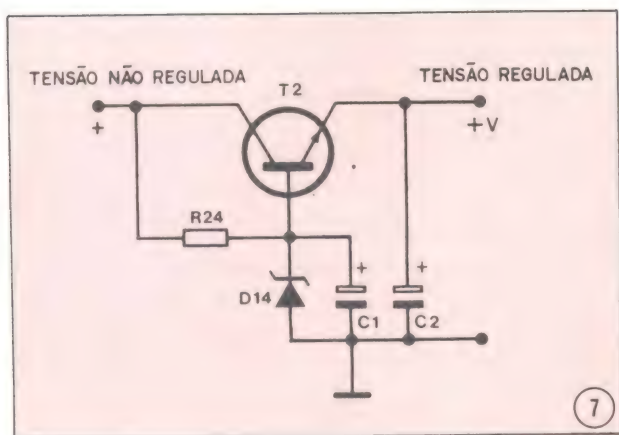 TENSÃO NÃO REGULADA
TENSÃO REGULADA
T2
+
+V
R24
+
+
D14
C1
C2
7